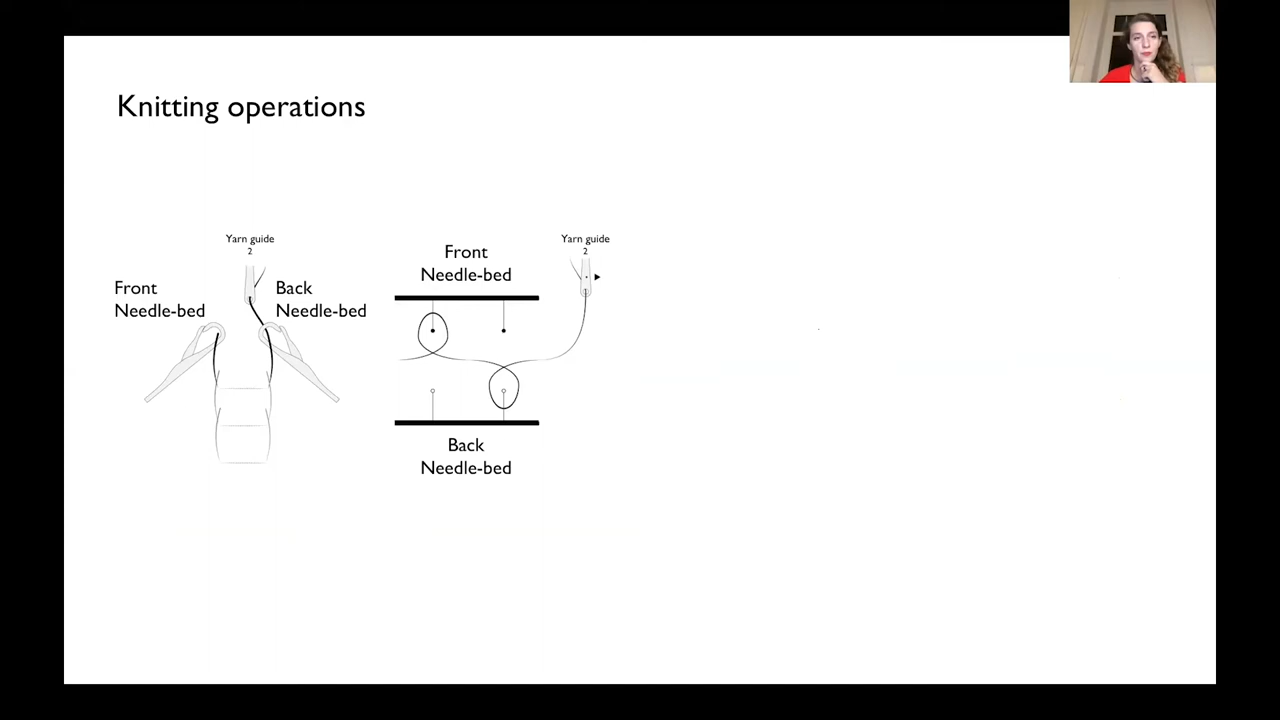 Knitting operations
Yarn guide
2
Front
Needle-bed
Back
Needle-bed
Front
Needle-bed
Yarn guide
2
Back
Needle-bed